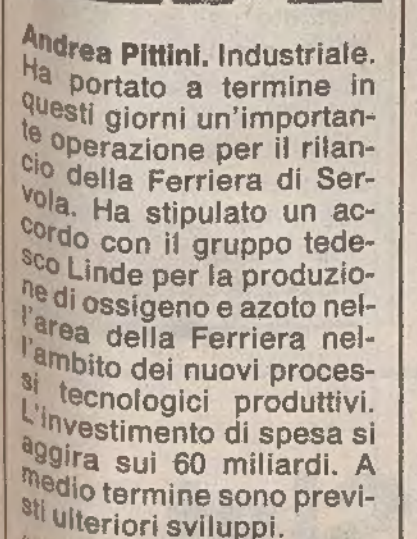 Andrea Pittini. Industriale.
Ha portato a termine in
questi giorni un'importan-
te operazione per il rilan-
cio della Ferriera di Ser-
vola. Ha stipulato un ac-
cordo con il gruppo tede-
sco Linde per la produzio-
ne di ossigeno e azoto nel-
l'area della Ferriera nel-
l'ambito dei nuovi proces-
si tecnologici produttivi.
L'investimento di spesa si
aggira sui 60 miliardi. A
medio termine sono previ-
sti ulteriori sviluppi.